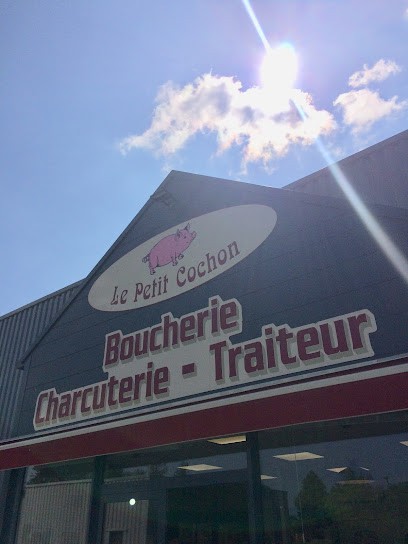 Le Petit Cochon
Boucherie
Charcuterie - Traiteur